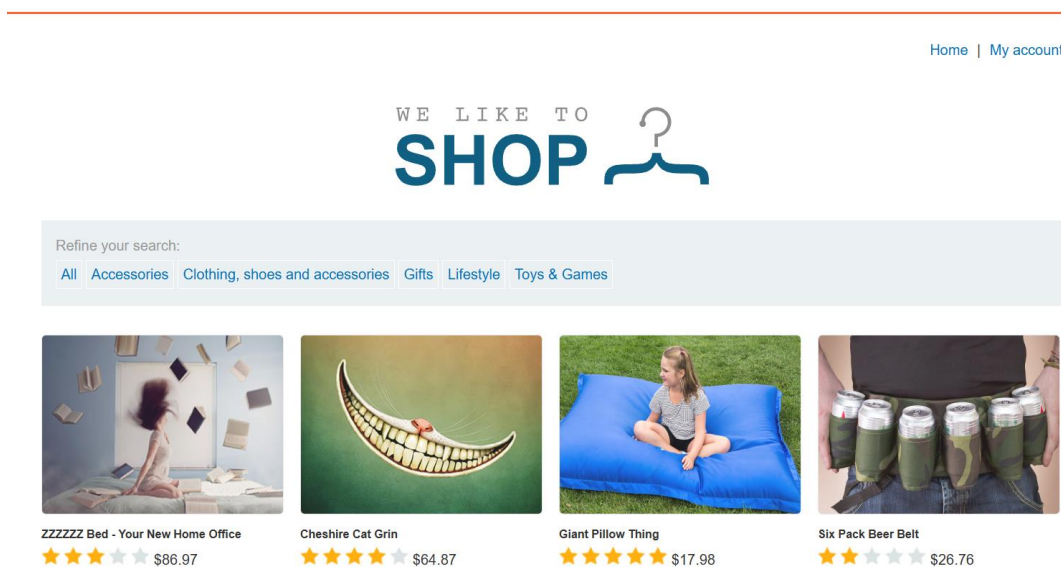 Home | My account
WE LIKE TO
SHOP
Refine your search:
All Accessories Clothing, shoes and accessories Gifts Lifestyle Toys & Games
ZZZZZZ Bed - Your New Home Office
$86.97
Cheshire Cat Grin
$64.87
Giant Pillow Thing
$17.98
Six Pack Beer Belt
$26.76